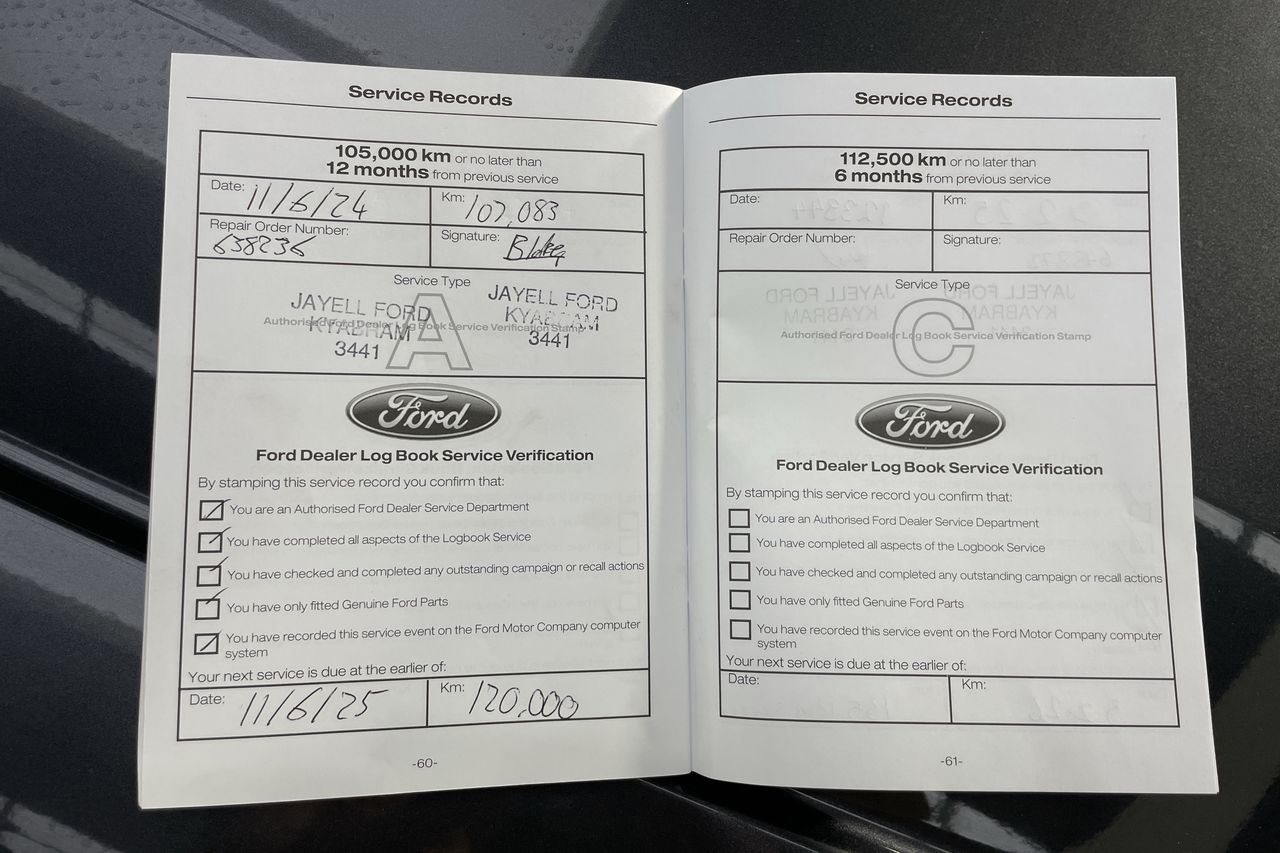 Service Records
105,000 km or no later than
12 months from previous service
Date: 11/6/24
Km: 107,083
Repair Order Number:
638236
Signature:
Service Type
A
JAYELL FORD
KYABRAM
3441
JAYELL FORD
KYABRAM
3441
Authorised Ford Dealer Log Book Service Verification Stamp
Ford
Ford Dealer Log Book Service Verification
By stamping this service record you confirm that:
You are an Authorised Ford Dealer Service Department
You have completed all aspects of the Logbook Service
You have checked and completed any outstanding campaign or recall actions
You have only fitted Genuine Ford Parts
You have recorded this service event on the Ford Motor Company computer
system
Your next service is due at the earlier of:
Date: 11/6/25
Km: 120,000
-60-
Service Records
112,500 km or no later than
6 months from previous service
Date:
Km:
Repair Order Number:
Signature:
Service Type
C
Authorised Ford Dealer Log Book Service Verification Stamp
Ford
Ford Dealer Log Book Service Verification
By stamping this service record you confirm that:
You are an Authorised Ford Dealer Service Department
You have completed all aspects of the Logbook Service
You have checked and completed any outstanding campaign or recall actions
You have only fitted Genuine Ford Parts
You have recorded this service event on the Ford Motor Company computer
system
Your next service is due at the earlier of:
Date:
Km:
-61-